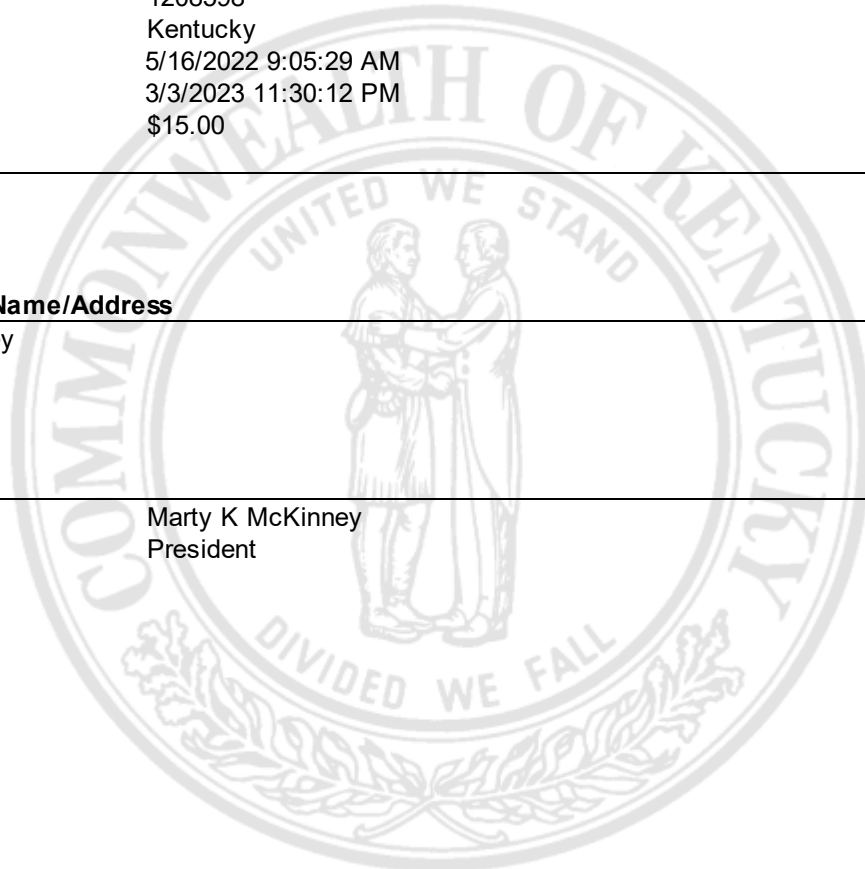 Kentucky
5/16/2022 9:05:29 AM
3/3/2023 11:30:12 PM
$15.00
COMMONWEALTH OF KENTUCKY
UNITED WE STAND
Name/Address
y
Marty K McKinney
President
DIVIDED WE FALL